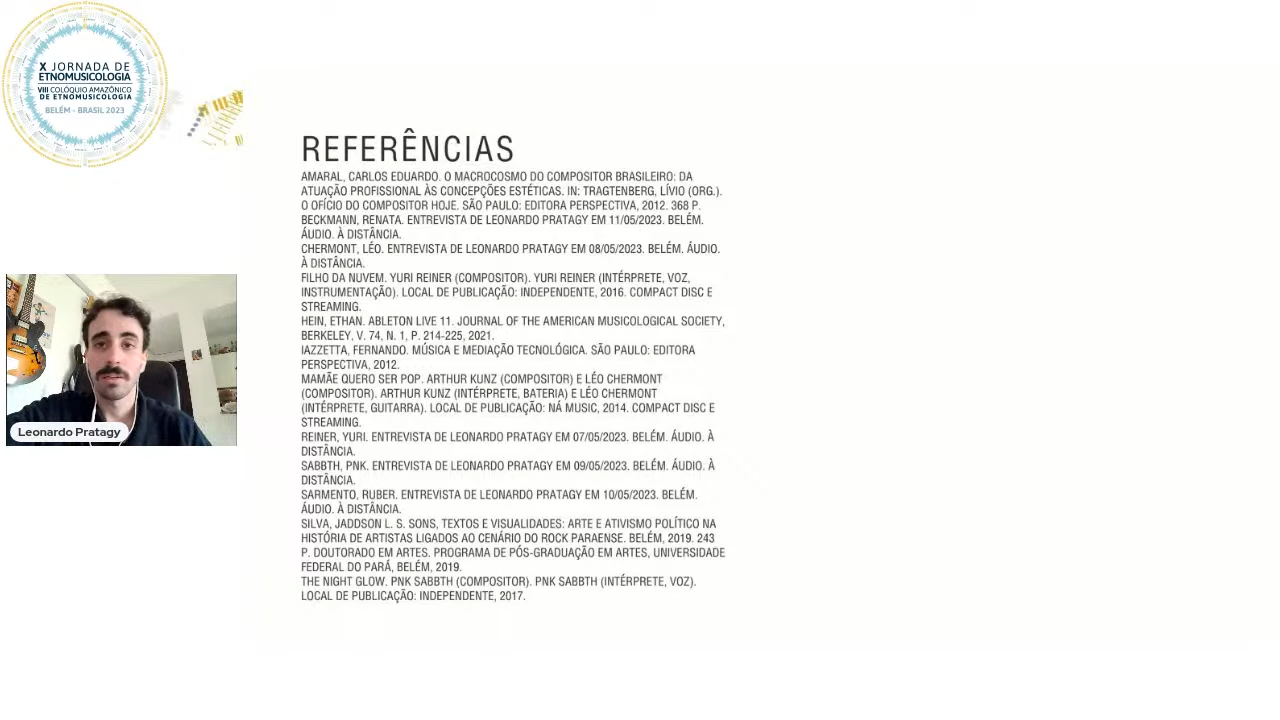 X JORNADA DE
ETNOMUSICOLOGIA
VIII COLÓQUIO AMAZÔNICO
DE ETNOMUSICOLOGIA
BELÉM - BRASIL 2023
REFERÊNCIAS
AMARAL, CARLOS EDUARDO. O MACROCOSMO DO COMPOSITOR BRASILEIRO: DA
ATUAÇÃO PROFISSIONAL ÀS CONCEPÇÕES ESTÉTICAS. IN: TRAGTENBERG, LÍVIO (ORG.).
O OFÍCIO DO COMPOSITOR HOJE. SÃO PAULO: EDITORA PERSPECTIVA, 2012. 368 P.
BECKMANN, RENATA. ENTREVISTA DE LEONARDO PRATAGY EM 11/05/2023. BELÉM.
ÁUDIO. À DISTÂNCIA.
CHERMONT, LÉO. ENTREVISTA DE LEONARDO PRATAGY EM 08/05/2023. BELÉM. ÁUDIO.
À DISTÂNCIA.
FILHO DA NUVEM. YURI REINER (COMPOSITOR). YURI REINER (INTÉRPRETE, VOZ,
INSTRUMENTAÇÃO). LOCAL DE PUBLICAÇÃO: INDEPENDENTE, 2016. COMPACT DISC E
STREAMING.
HEIN, ETHAN. ABLETON LIVE 11. JOURNAL OF THE AMERICAN MUSICOLOGICAL SOCIETY,
BERKELEY, V. 74, N. 1, P. 214-225, 2021.
IAZZETTA, FERNANDO. MÚSICA E MEDIAÇÃO TECNOLÓGICA. SÃO PAULO: EDITORA
PERSPECTIVA, 2012.
MAMÃE QUERO SER POP. ARTHUR KUNZ (COMPOSITOR) E LÉO CHERMONT
(COMPOSITOR). ARTHUR KUNZ (INTÉRPRETE, BATERIA) E LÉO CHERMONT
(INTÉRPRETE, GUITARRA). LOCAL DE PUBLICAÇÃO: NÁ MUSIC, 2014. COMPACT DISC E
STREAMING.
REINER, YURI. ENTREVISTA DE LEONARDO PRATAGY EM 07/05/2023. BELÉM. ÁUDIO. À
DISTÂNCIA.
SABBTH, PNK. ENTREVISTA DE LEONARDO PRATAGY EM 09/05/2023. BELÉM. ÁUDIO. À
DISTÂNCIA.
SARMENTO, RUBER. ENTREVISTA DE LEONARDO PRATAGY EM 10/05/2023. BELÉM.
ÁUDIO. À DISTÂNCIA.
SILVA, JADDSON L. S. SONS, TEXTOS E VISUALIDADES: ARTE E ATIVISMO POLÍTICO NA
HISTÓRIA DE ARTISTAS LIGADOS AO CENÁRIO DO ROCK PARAENSE. BELÉM, 2019. 243
P. DOUTORADO EM ARTES. PROGRAMA DE PÓS-GRADUAÇÃO EM ARTES, UNIVERSIDADE
FEDERAL DO PARÁ, BELÉM, 2019.
THE NIGHT GLOW. PNK SABBTH (COMPOSITOR). PNK SABBTH (INTÉRPRETE, VOZ).
LOCAL DE PUBLICAÇÃO: INDEPENDENTE, 2017.
Leonardo Pratagy